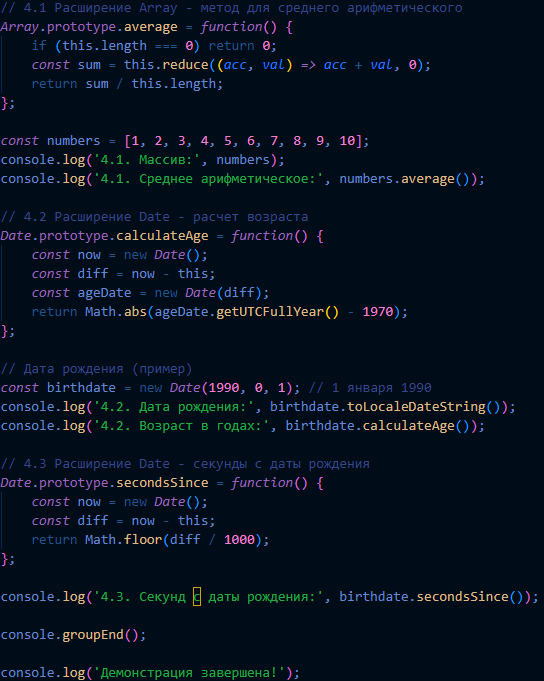 // 4.1 Расширение Array - метод для среднего арифметического
Array.prototype.average = function() {
    if (this.length === 0) return 0;
    const sum = this.reduce((acc, val) => acc + val, 0);
    return sum / this.length;
};

const numbers = [1, 2, 3, 4, 5, 6, 7, 8, 9, 10];
console.log('4.1. Массив:', numbers);
console.log('4.1. Среднее арифметическое:', numbers.average());

// 4.2 Расширение Date - расчет возраста
Date.prototype.calculateAge = function() {
    const now = new Date();
    const diff = now - this;
    const ageDate = new Date(diff);
    return Math.abs(ageDate.getUTCFullYear() - 1970);
};

// Дата рождения (пример)
const birthdate = new Date(1990, 0, 1); // 1 января 1990
console.log('4.2. Дата рождения:', birthdate.toLocaleDateString());
console.log('4.2. Возраст в годах:', birthdate.calculateAge());

// 4.3 Расширение Date - секунды с даты рождения
Date.prototype.secondsSince = function() {
    const now = new Date();
    const diff = now - this;
    return Math.floor(diff / 1000);
};

console.log('4.3. Секунд с даты рождения:', birthdate.secondsSince());

console.groupEnd();

console.log('Демонстрация завершена!');